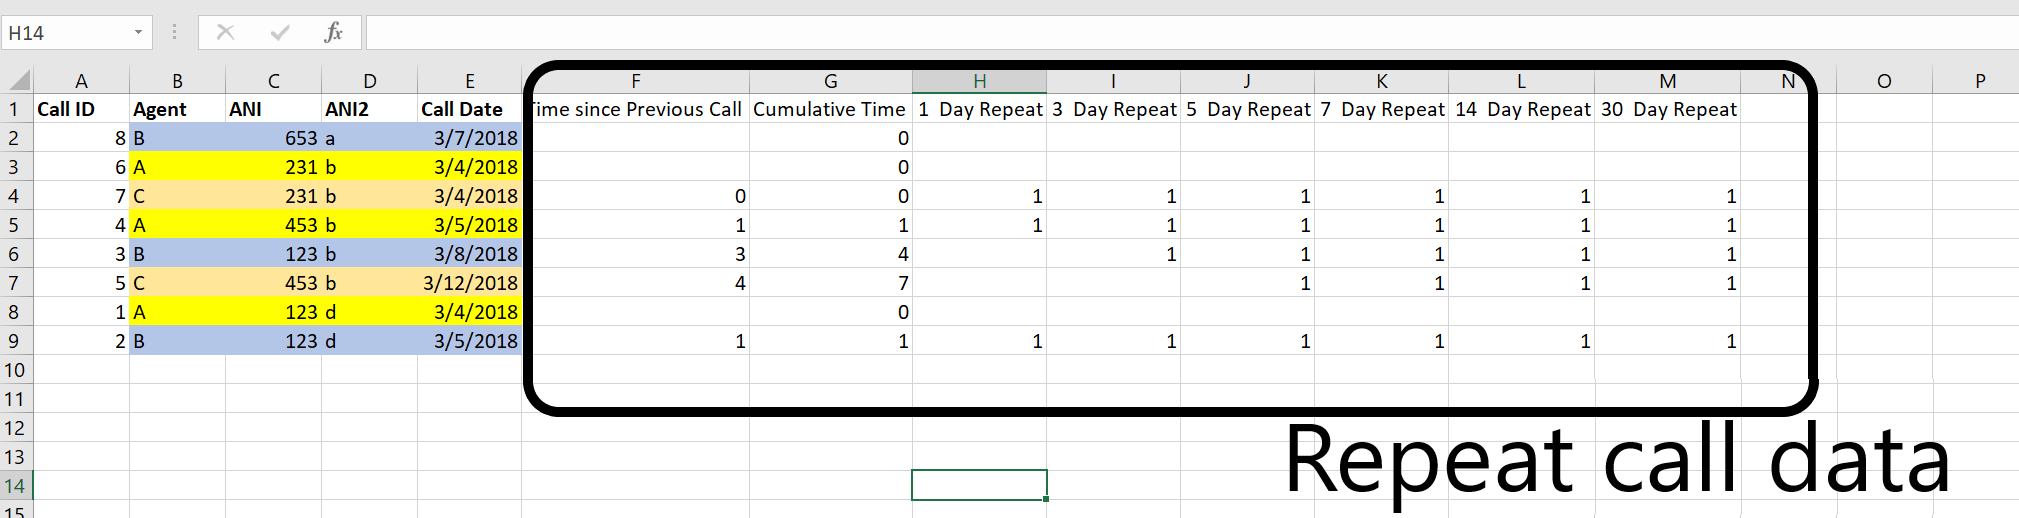 H14 fx
A B C D E F G H I J K L M N O P
1 Call ID Agent ANI ANI2 Call Date Time since Previous Call Cumulative Time 1 Day Repeat 3 Day Repeat 5 Day Repeat 7 Day Repeat 14 Day Repeat 30 Day Repeat
2 8 B 653 a 3/7/2018 0
3 6 A 231 b 3/4/2018 0
4 7 C 231 b 3/4/2018 0 0 1 1 1 1 1 1
5 4 A 453 b 3/5/2018 1 1 1 1 1 1 1 1
6 3 B 123 b 3/8/2018 3 4 1 1 1 1 1
7 5 C 453 b 3/12/2018 4 7 1 1 1 1
8 1 A 123 d 3/4/2018 0
9 2 B 123 d 3/5/2018 1 1 1 1 1 1 1 1
10
11
12
13
14
15
Repeat call data